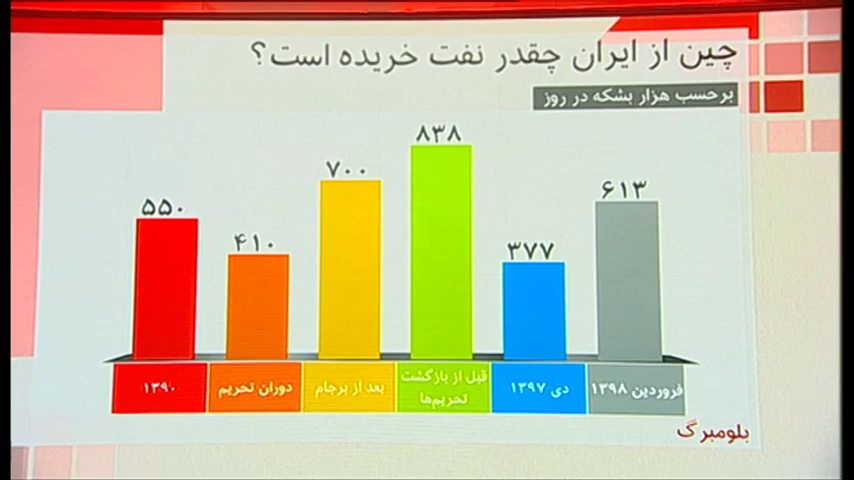 چین از ایران چقدر نفت خریده است؟
برحسب هزار بشکه در روز
۵۵۰
۴۱۰
۷۰۰
۸۳۸
۳۷۷
۶۱۳
۱۳۹۰
دوران تحریم
بعد از برجام
قبل از بازگشت
تحریم‌ها
دی ۱۳۹۷
فروردین ۱۳۹۸
بلومبرگ